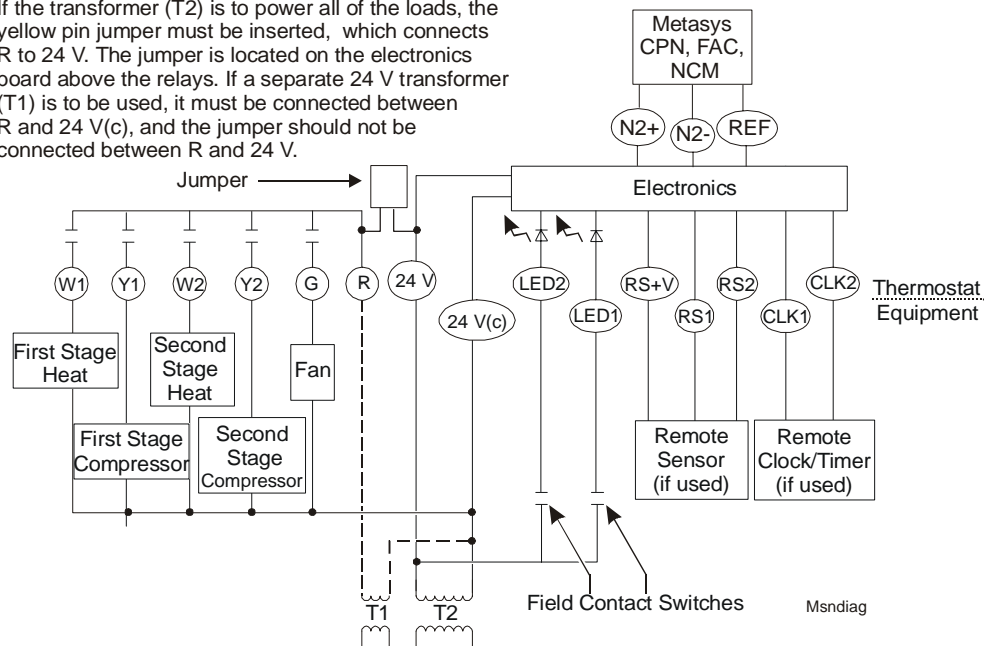 If the transformer (T2) is to power all of the loads, the
yellow pin jumper must be inserted, which connects
R to 24 V. The jumper is located on the electronics
board above the relays. If a separate 24 V transformer
(T1) is to be used, it must be connected between
R and 24 V(c), and the jumper should not be
connected between R and 24 V.
Metasys
CPN, FAC,
NCM
N2+ N2- REF
Jumper
Electronics
W1 Y1 W2 Y2 G R 24 V LED2 RS+V RS2 CLK2
24 V(c) LED1 RS1 CLK1
Thermostat
Equipment
First Stage
Heat
Second
Stage
Heat
Fan
First Stage
Compressor
Second
Stage
Compressor
Remote
Sensor
(if used)
Remote
Clock/Timer
(if used)
T1 T2
Field Contact Switches
Msndiag